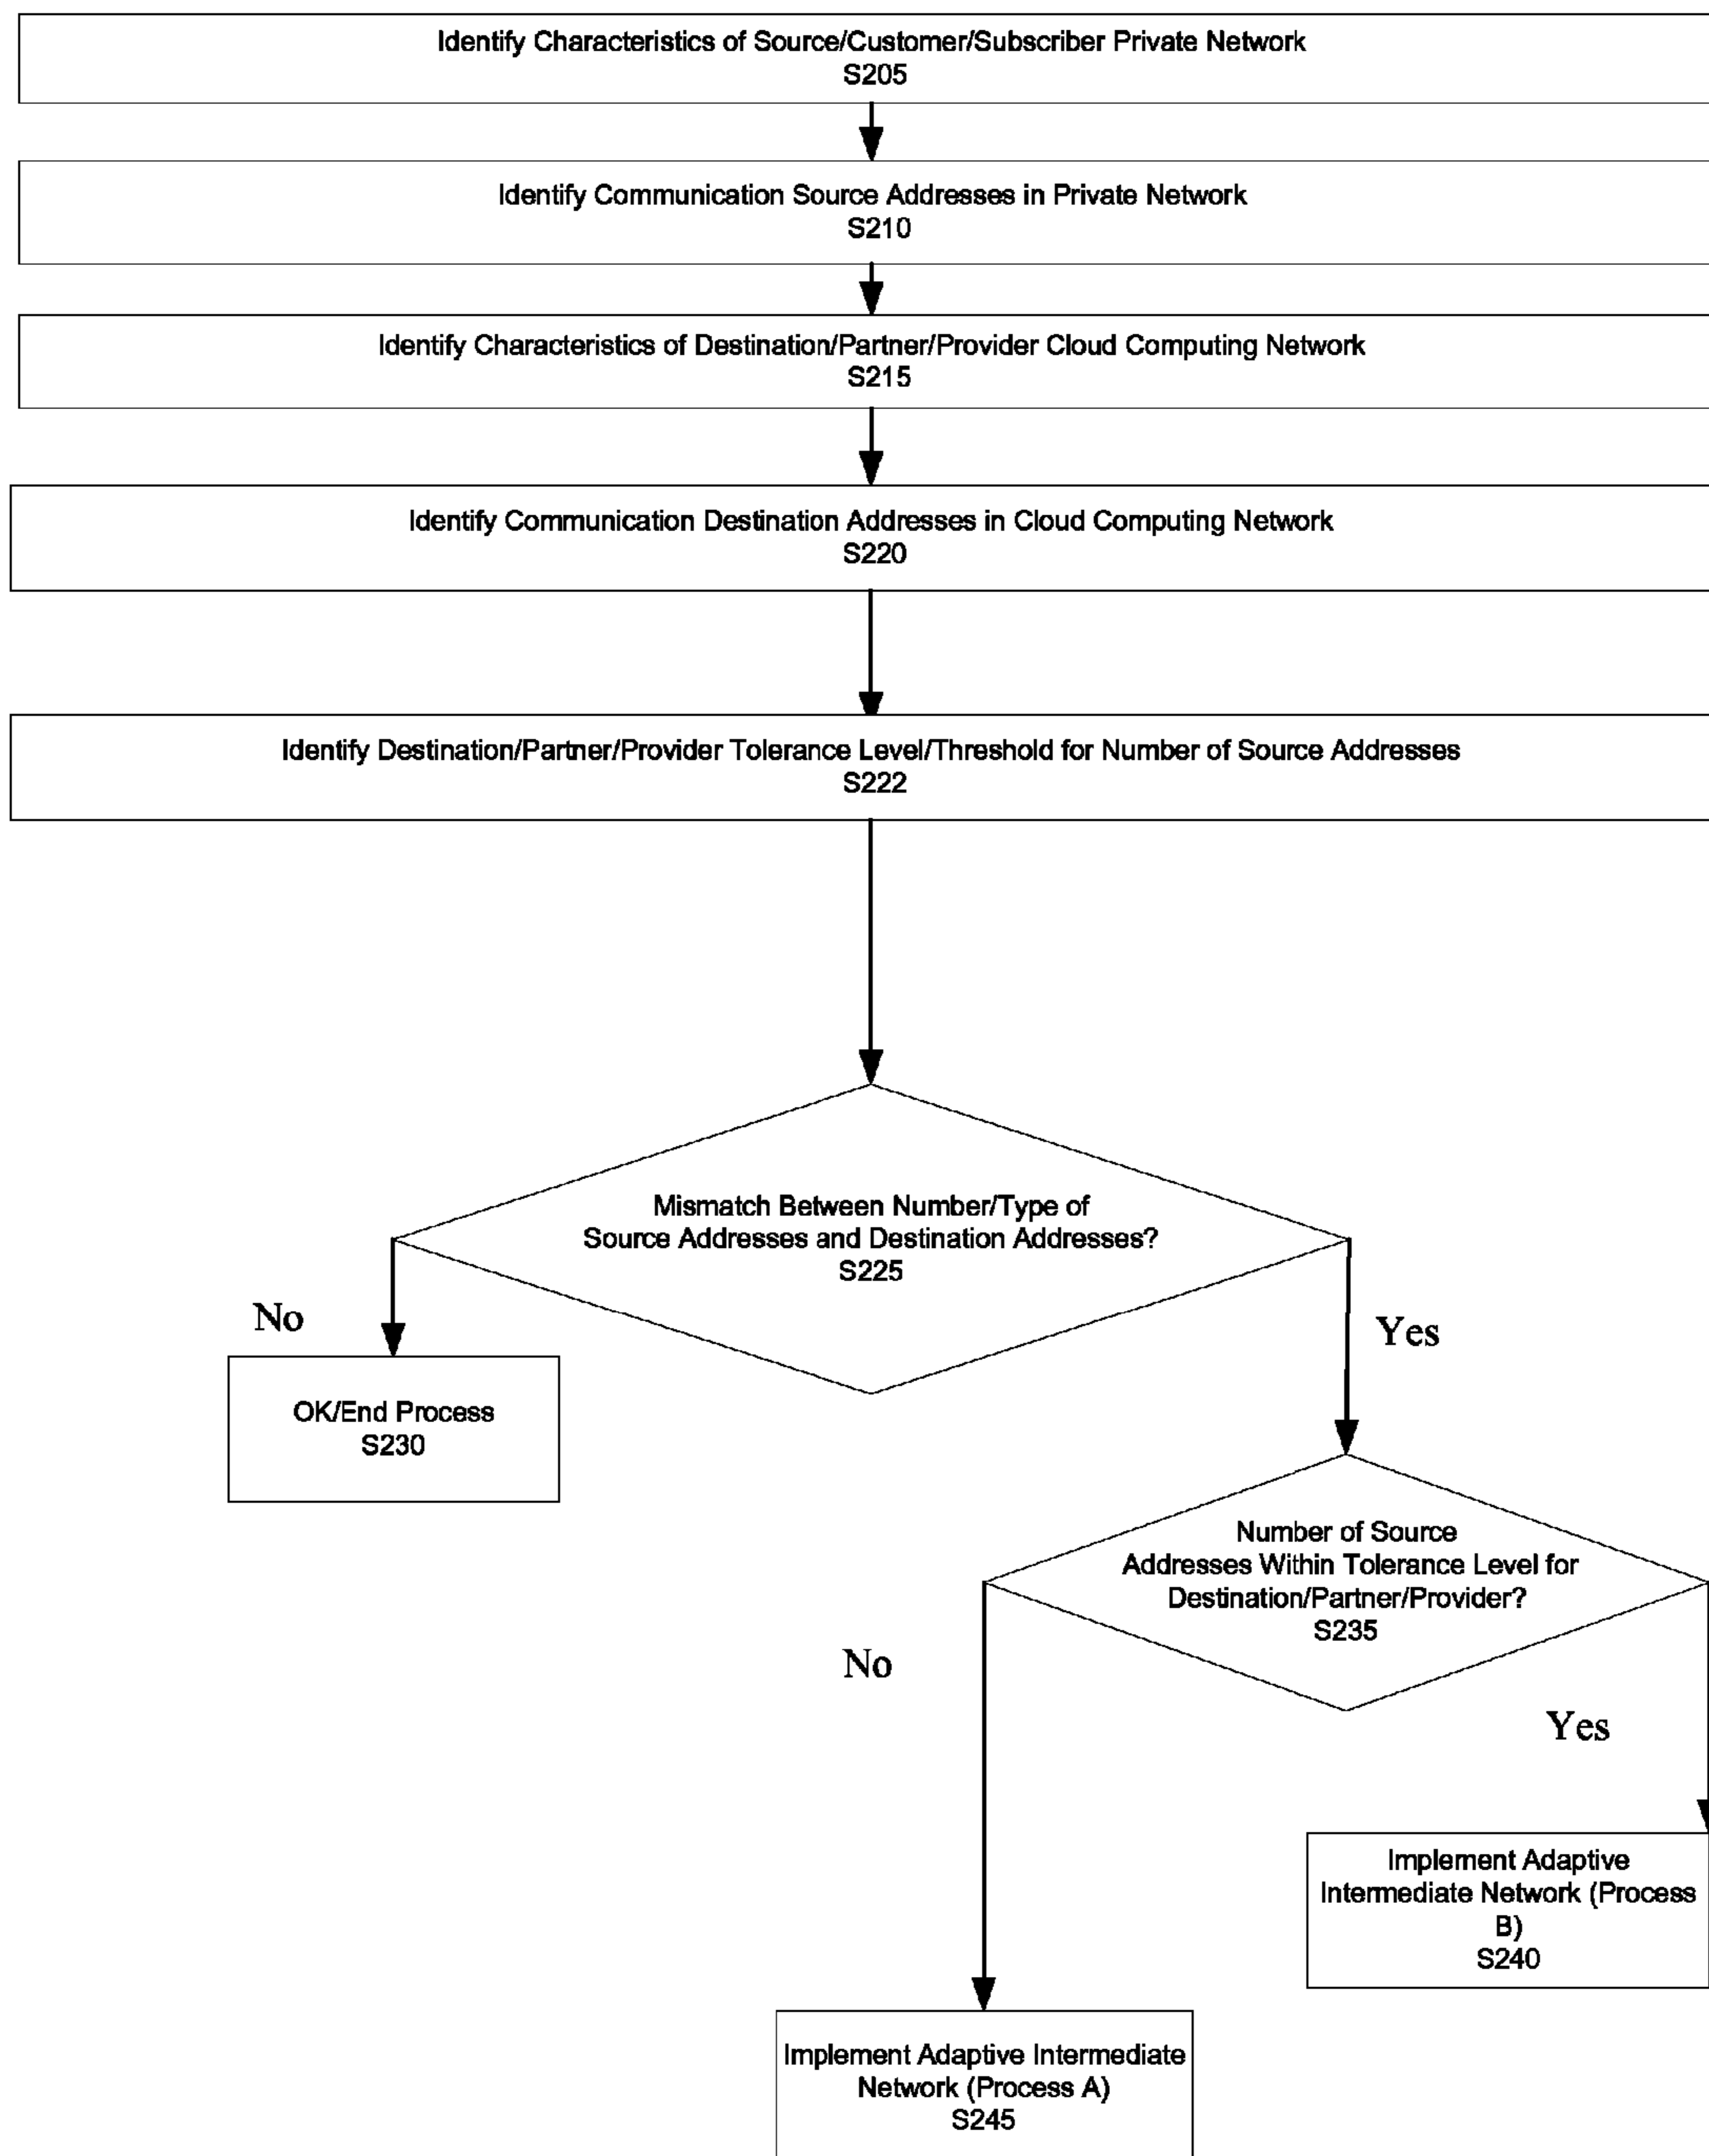 Identify Characteristics of Source/Customer/Subscriber Private Network
S205
Identify Communication Source Addresses in Private Network
S210
Identify Characteristics of Destination/Partner/Provider Cloud Computing Network
S215
Identify Communication Destination Addresses in Cloud Computing Network
S220
Identify Destination/Partner/Provider Tolerance Level/Threshold for Number of Source Addresses
S222
Mismatch Between Number/Type of
Source Addresses and Destination Addresses?
S225
No
Yes
OK/End Process
S230
Number of Source
Addresses Within Tolerance Level for
Destination/Partner/Provider?
S235
No
Yes
Implement Adaptive
Intermediate Network (Process
B)
S240
Implement Adaptive Intermediate
Network (Process A)
S245